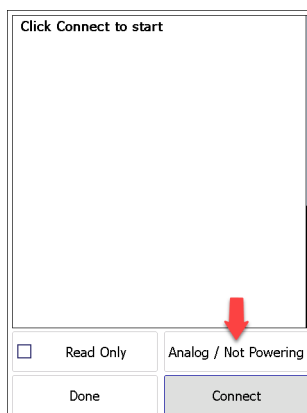 Click Connect to start
Read Only
Analog / Not Powering
Done
Connect